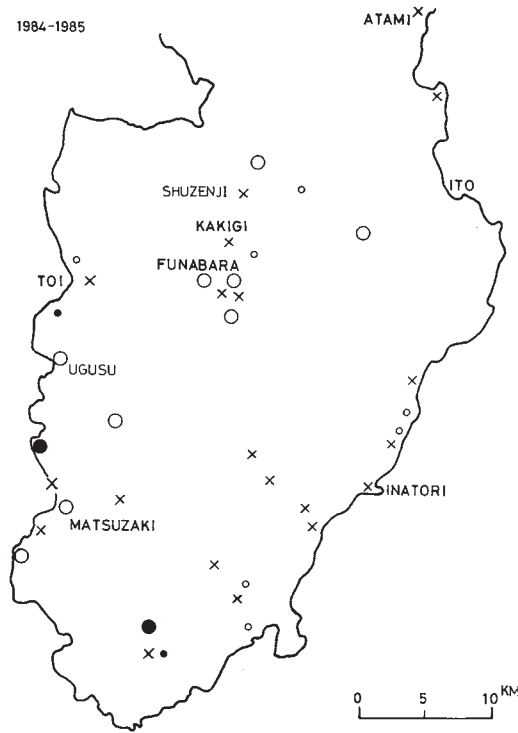 1984-1985
ATAMI
ITO
SHUZENJI
KAKIGI
FUNABARA
TOI
UGUSU
INATORI
MATSUZAKI
0 5 10 KM